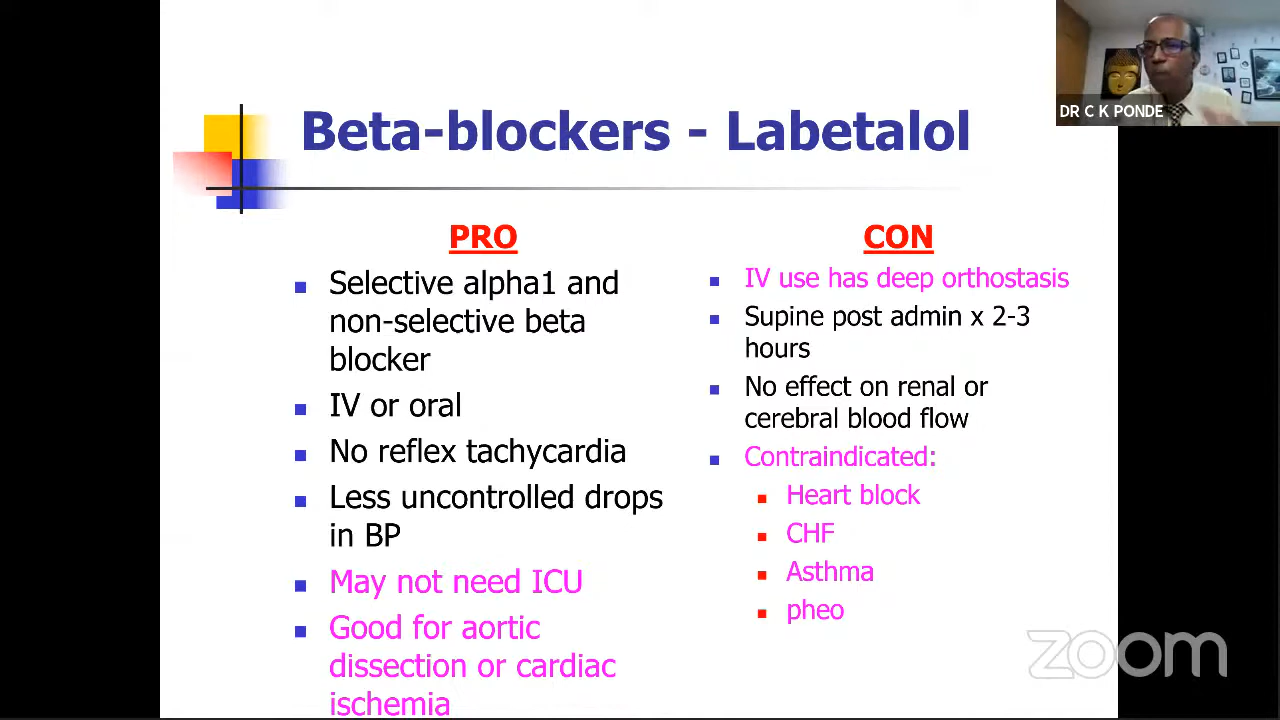 DR C K PONDE
Beta-blockers - Labetalol
PRO
Selective alpha1 and
non-selective beta
blocker
IV or oral
No reflex tachycardia
Less uncontrolled drops
in BP
May not need ICU
Good for aortic
dissection or cardiac
ischemia
CON
IV use has deep orthostasis
Supine post admin x 2-3
hours
No effect on renal or
cerebral blood flow
Contraindicated:
Heart block
CHF
Asthma
pheo
zoom